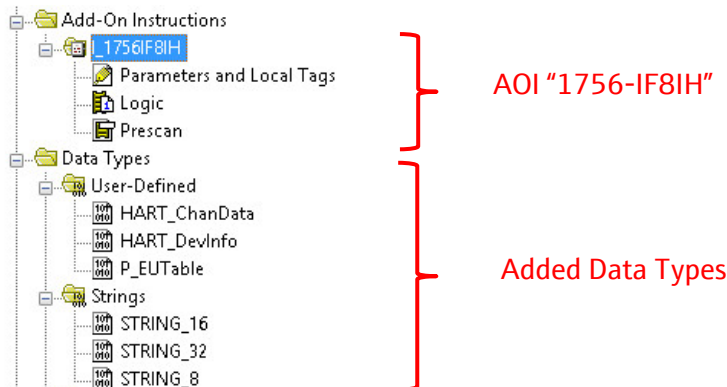 Add-On Instructions
I_1756IF8IH
Parameters and Local Tags
Logic
Prescan
AOI “1756-IF8IH”
Data Types
User-Defined
HART_ChanData
HART_DevInfo
P_EUTable
Added Data Types
Strings
STRING_16
STRING_32
STRING_8